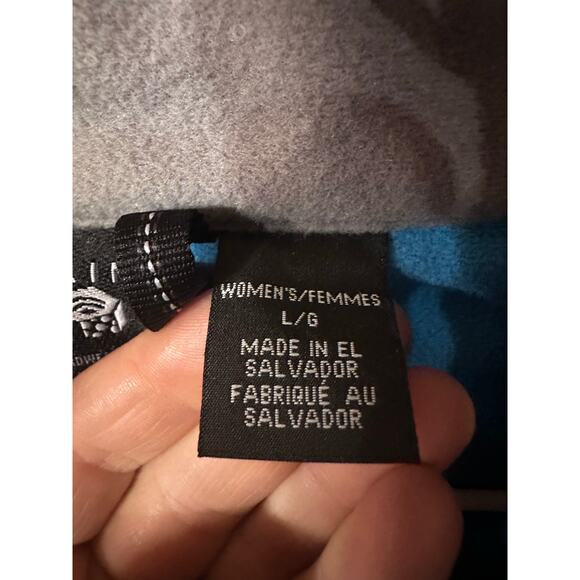 WOMEN'S/FEMMES
L/G
MADE IN EL
SALVADOR
FABRIQUÉ AU
SALVADOR